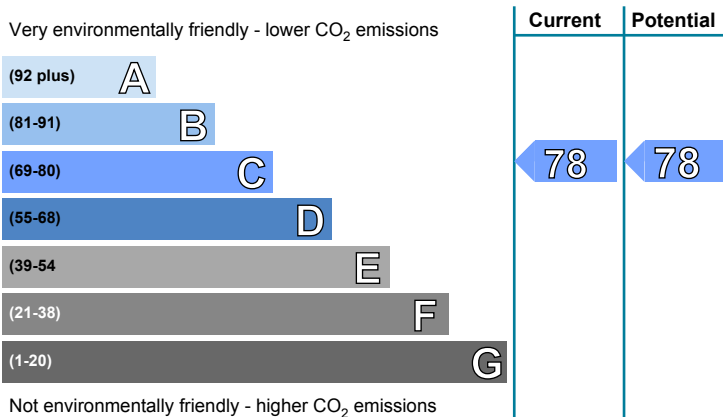 Very environmentally friendly - lower CO2 emissions
Current
Potential
(92 plus) A
(81-91) B
(69-80) C
78
78
(55-68) D
(39-54 E
(21-38) F
(1-20) G
Not environmentally friendly - higher CO2 emissions